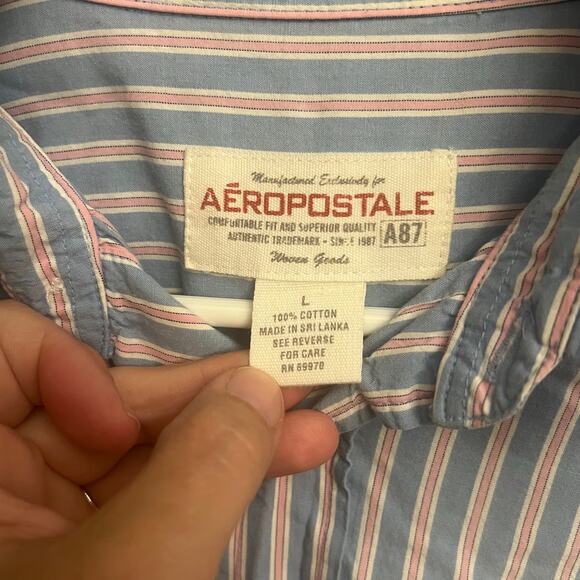 Manufactured Exclusively for
AÉROPOSTALE
COMFORTABLE FIT AND SUPERIOR QUALITY
AUTHENTIC TRADEMARK - SINCE 1987
A87
Woven Goods
L
100% COTTON
MADE IN SRI LANKA
SEE REVERSE
FOR CARE
RN 69970